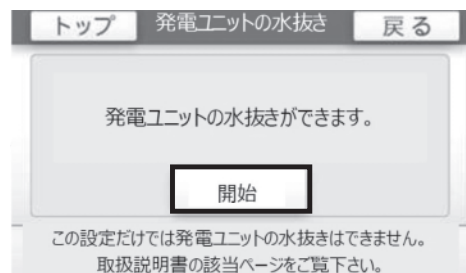 トップ 発電ユニットの水抜き 戻る
発電ユニットの水抜きができます。
開始
この設定だけでは発電ユニットの水抜きはできません。
取扱説明書の該当ページをご覧下さい。